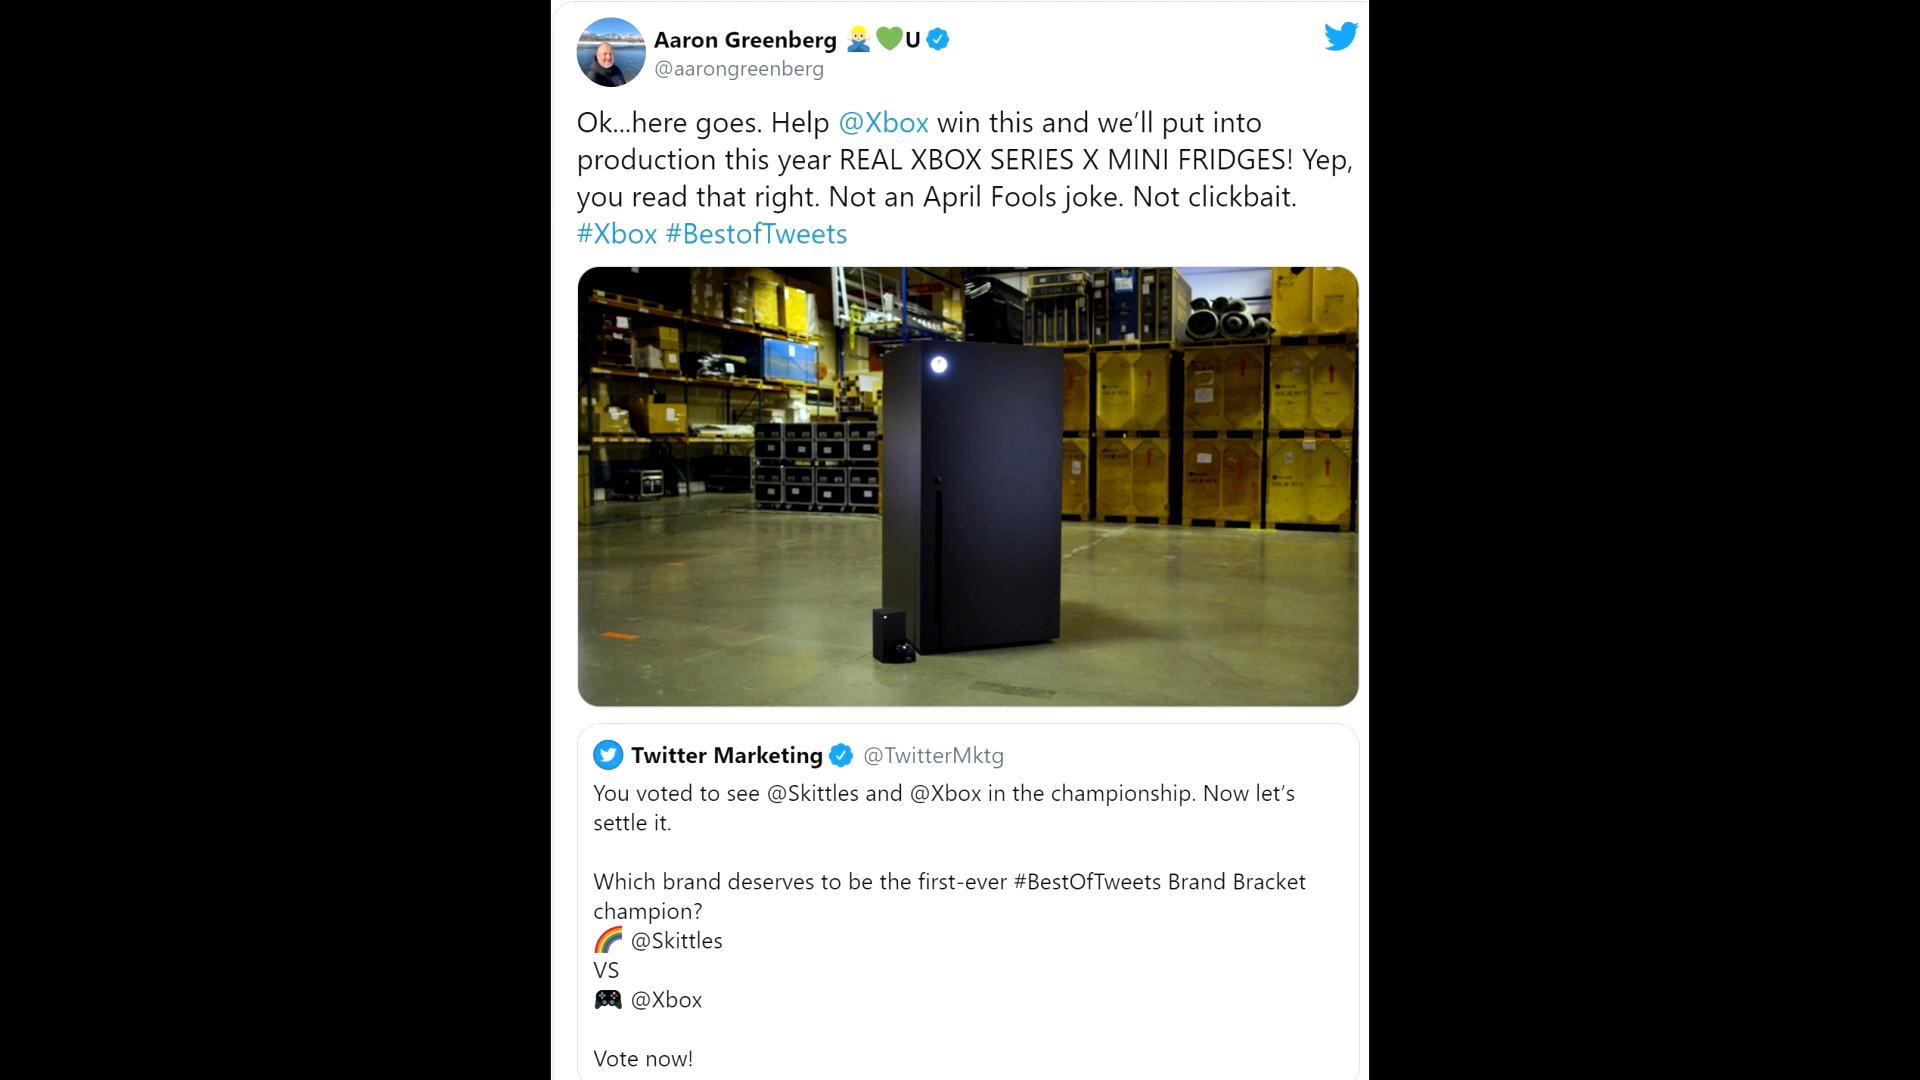 Aaron Greenberg 🙅🏼‍♂️💚U
@aarongreenberg
Ok...here goes. Help @Xbox win this and we’ll put into
production this year REAL XBOX SERIES X MINI FRIDGES! Yep,
you read that right. Not an April Fools joke. Not clickbait.
#Xbox #BestofTweets
Twitter Marketing @TwitterMktg
You voted to see @Skittles and @Xbox in the championship. Now let’s
settle it.
Which brand deserves to be the first-ever #BestOfTweets Brand Bracket
champion?
🌈 @Skittles
VS
🎮 @Xbox
Vote now!